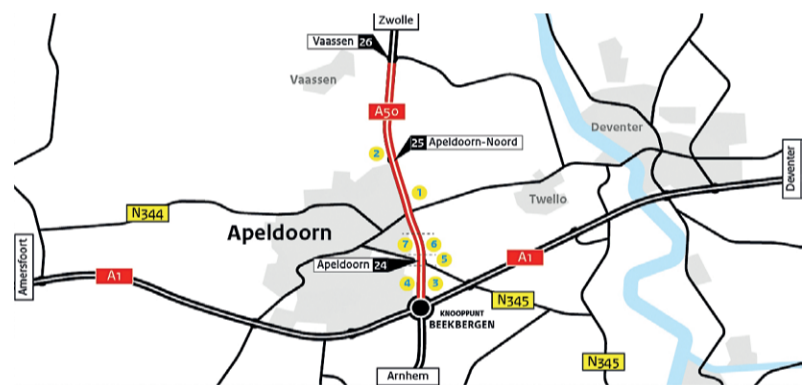 Zwolle
Vaassen 26
Vaassen
A50
25 Apeldoorn-Noord
2
Deventer
Deventer
1
Twello
N344
Apeldoorn
7 6
A1
5
Apeldoorn 24
Amersfoort
A1
4 3
N345
KNOOPPUNT
BEEKBERGEN
N345
Arnhem